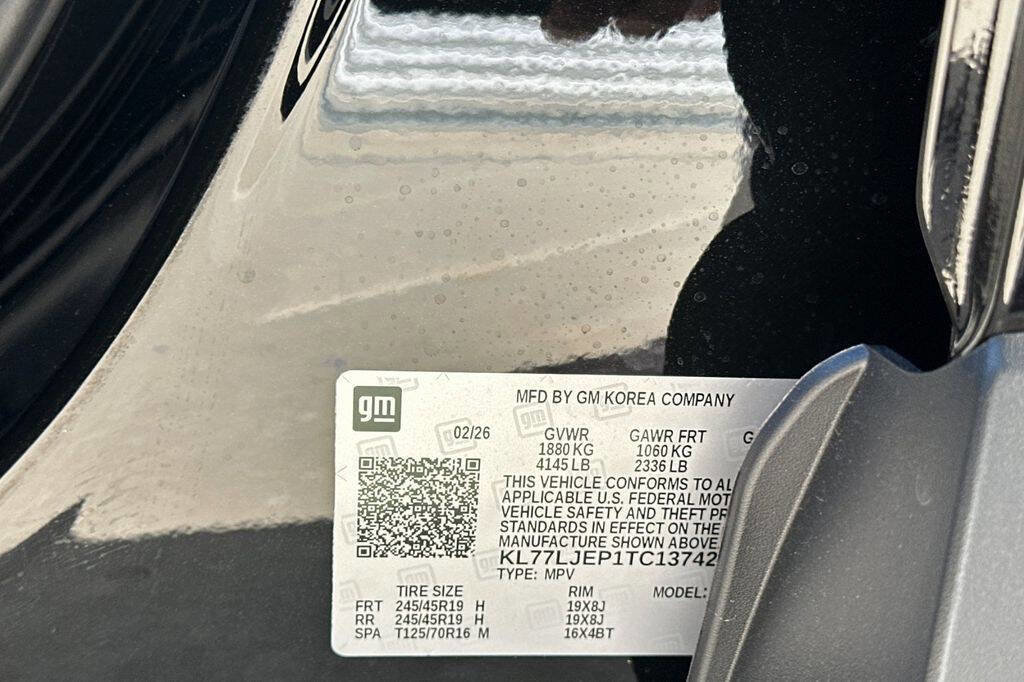 gm
MFD BY GM KOREA COMPANY
02/26 GVWR GAWR FRT G
1880 KG 1060 KG
4145 LB 2336 LB
THIS VEHICLE CONFORMS TO AL
APPLICABLE U.S. FEDERAL MOT
VEHICLE SAFETY AND THEFT PR
STANDARDS IN EFFECT ON THE
MANUFACTURE SHOWN ABOVE
KL77LJEP1TC13742
TYPE: MPV
TIRE SIZE RIM MODEL:
FRT 245/45R19 H 19X8J
RR 245/45R19 H 19X8J
SPA T125/70R16 M 16X4BT